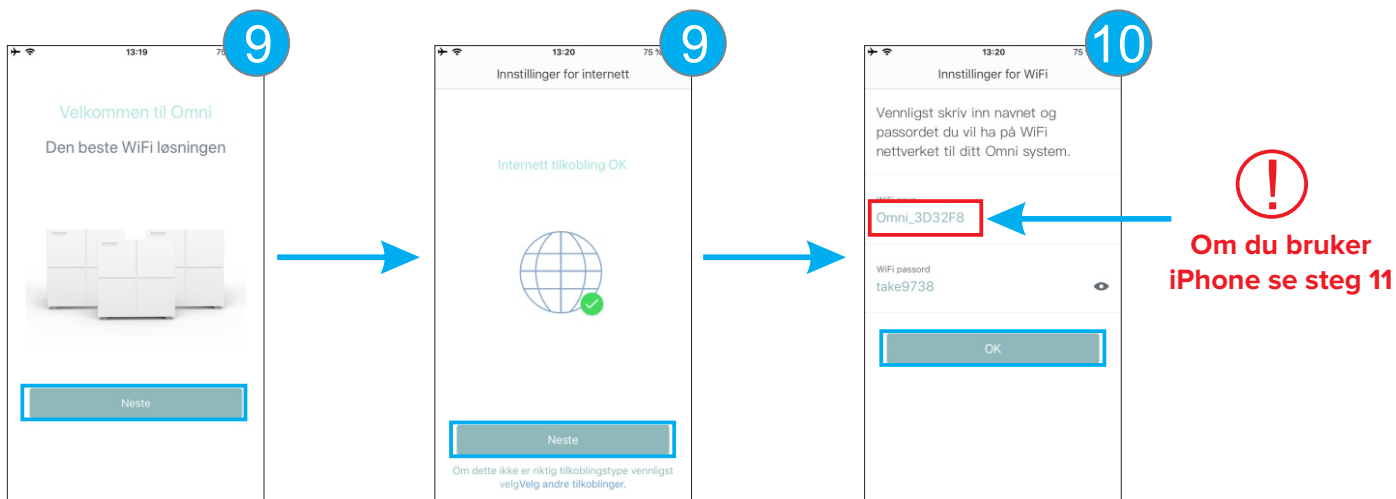 9
13:19
Velkommen til Omni
Den beste WiFi løsningen
Neste
9
13:20
75 %
Innstillinger for internett
Internett tilkobling OK
Neste
Om dette ikke er riktig tilkoblingstype vennligst
velgVelg andre tilkoblinger.
10
13:20
75
Innstillinger for WiFi
Vennligst skriv inn navnet og
passordet du vil ha på WiFi
nettverket til ditt Omni system.
WiFi navn
Omni_3D32F8
WiFi passord
take9738
OK
!
Om du bruker
iPhone se steg 11